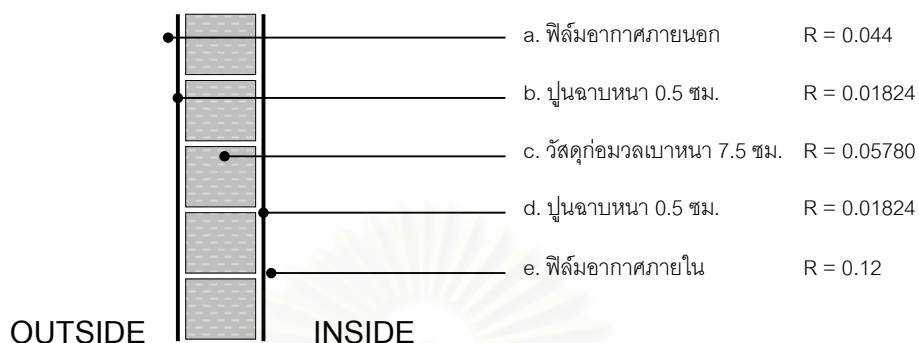 a. ฟิล์มอากาศภายนอก R = 0.044
b. ปูนฉาบหนา 0.5 ซม. R = 0.01824
c. วัสดุก่อมวลเบาหนา 7.5 ซม. R = 0.05780
d. ปูนฉาบหนา 0.5 ซม. R = 0.01824
e. ฟิล์มอากาศภายใน R = 0.12
OUTSIDE INSIDE